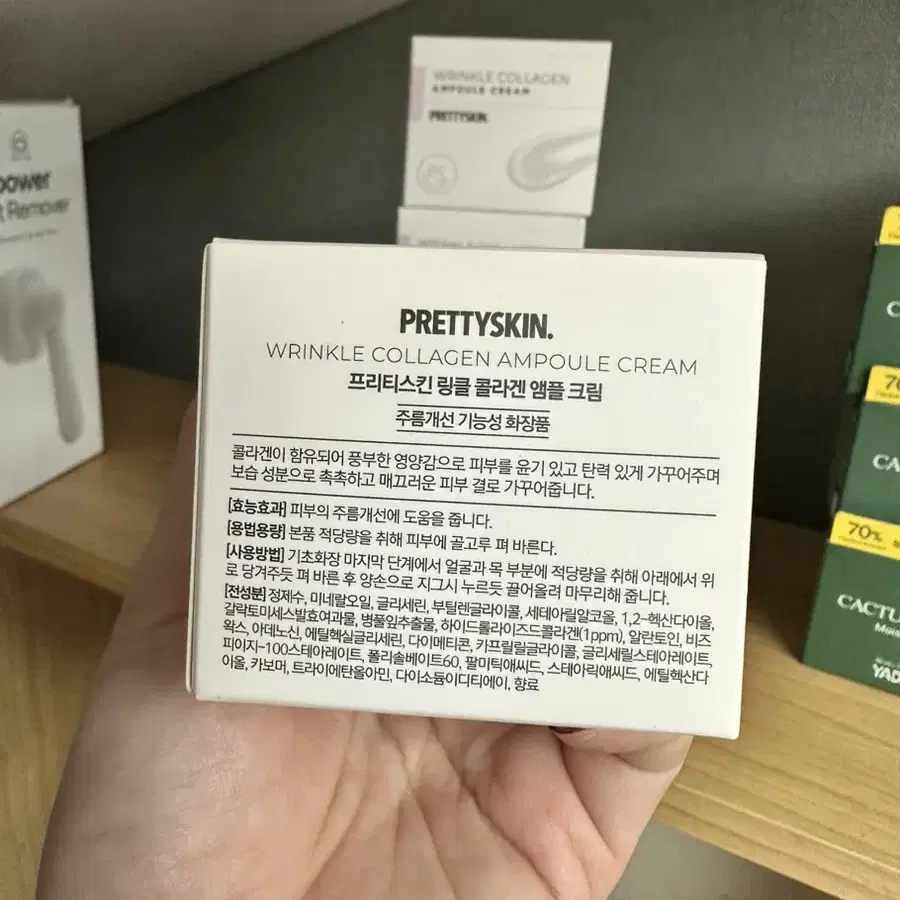 WRINKLE COLLAGEN
AMPOULE CREAM
PRETTYSKIN.
power
t Remover
PRETTYSKIN.
WRINKLE COLLAGEN AMPOULE CREAM
프리티스킨 링클 콜라겐 앰플 크림
주름개선 기능성 화장품
콜라겐이 함유되어 풍부한 영양감으로 피부를 윤기 있고 탄력 있게 가꾸어주며
보습 성분으로 촉촉하고 매끄러운 피부 결로 가꾸어줍니다.
[효능효과] 피부의 주름개선에 도움을 줍니다.
[용법용량] 본품 적당량을 취해 피부에 골고루 펴 바른다.
[사용방법] 기초화장 마지막 단계에서 얼굴과 목 부분에 적당량을 취해 아래에서 위
로 당겨주듯 펴 바른 후 양손으로 지그시 누르듯 끌어올려 마무리해 줍니다.
[전성분] 정제수, 미네랄오일, 글리세린, 부틸렌글라이콜, 세테아릴알코올, 1,2-헥산다이올,
갈락토미세스발효여과물, 병풀잎추출물, 하이드롤라이즈드콜라겐(1ppm), 알란토인, 비즈
왁스, 아데노신, 에틸헥실글리세린, 다이메티콘, 카프릴릴글라이콜, 글리세릴스테아레이트,
피이지-100스테아레이트, 폴리솔베이트60, 팔미틱애씨드, 스테아릭애씨드, 에틸헥산다
이올, 카보머, 트라이에탄올아민, 다이소듐이디티에이, 향료
70%
CACTU
Mois
YAD